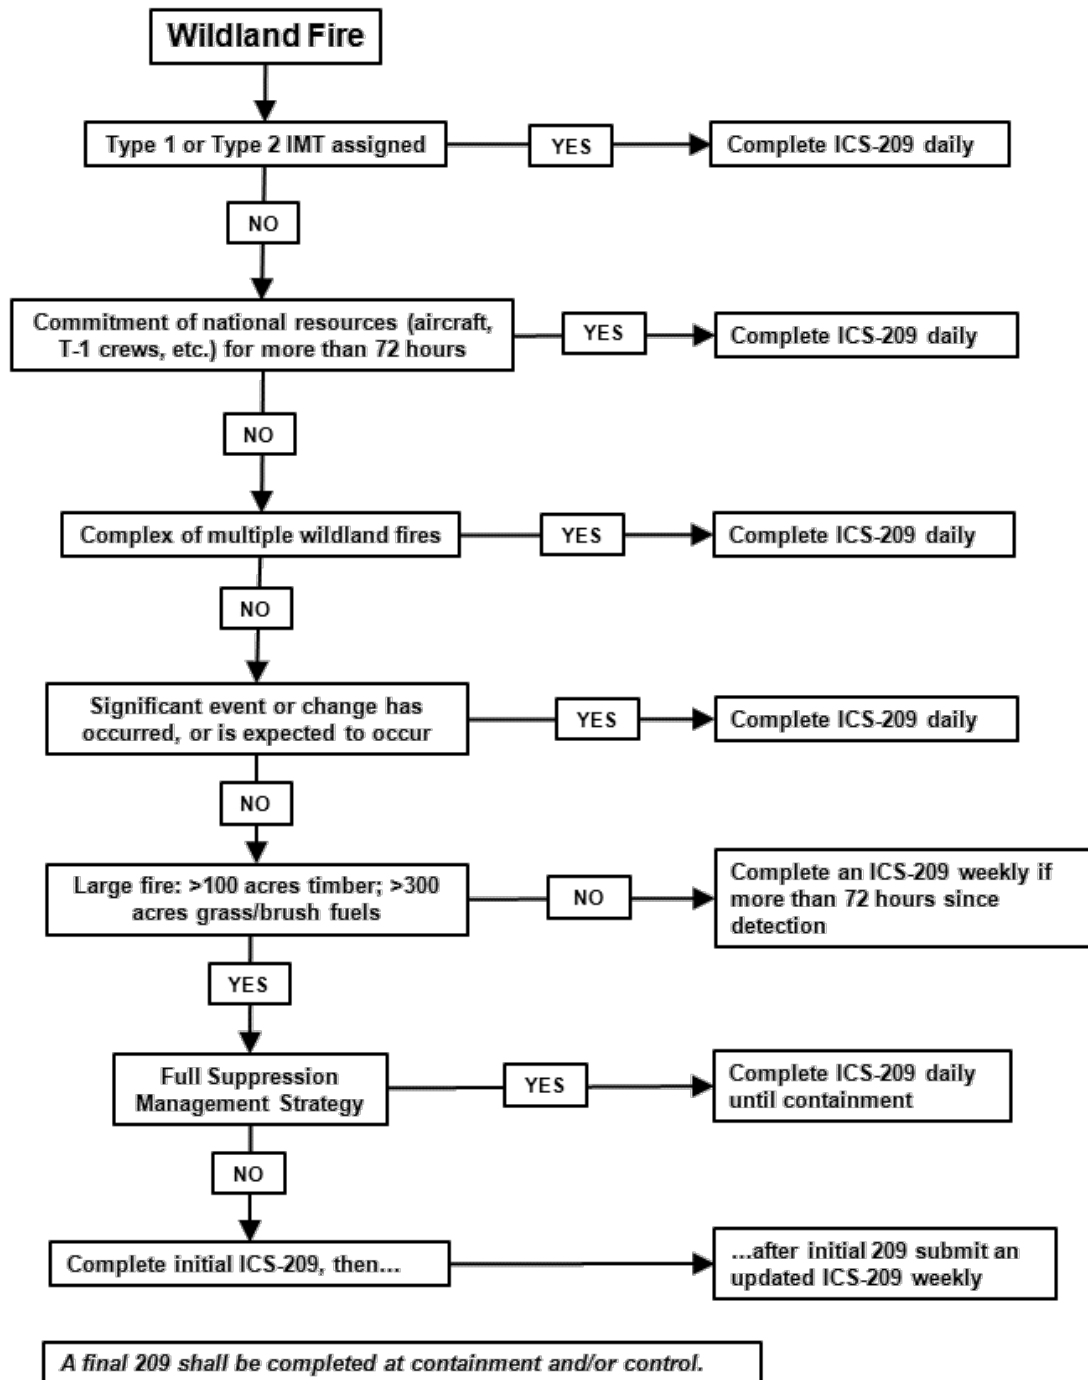 Wildland Fire
Type 1 or Type 2 IMT assigned
YES
Complete ICS-209 daily
NO
Commitment of national resources (aircraft,
T-1 crews, etc.) for more than 72 hours
YES
Complete ICS-209 daily
NO
Complex of multiple wildland fires
YES
Complete ICS-209 daily
NO
Significant event or change has
occurred, or is expected to occur
YES
Complete ICS-209 daily
NO
Large fire: >100 acres timber; >300
acres grass/brush fuels
NO
Complete an ICS-209 weekly if
more than 72 hours since
detection
YES
Full Suppression
Management Strategy
YES
Complete ICS-209 daily
until containment
NO
Complete initial ICS-209, then...
...after initial 209 submit an
updated ICS-209 weekly
A final 209 shall be completed at containment and/or control.